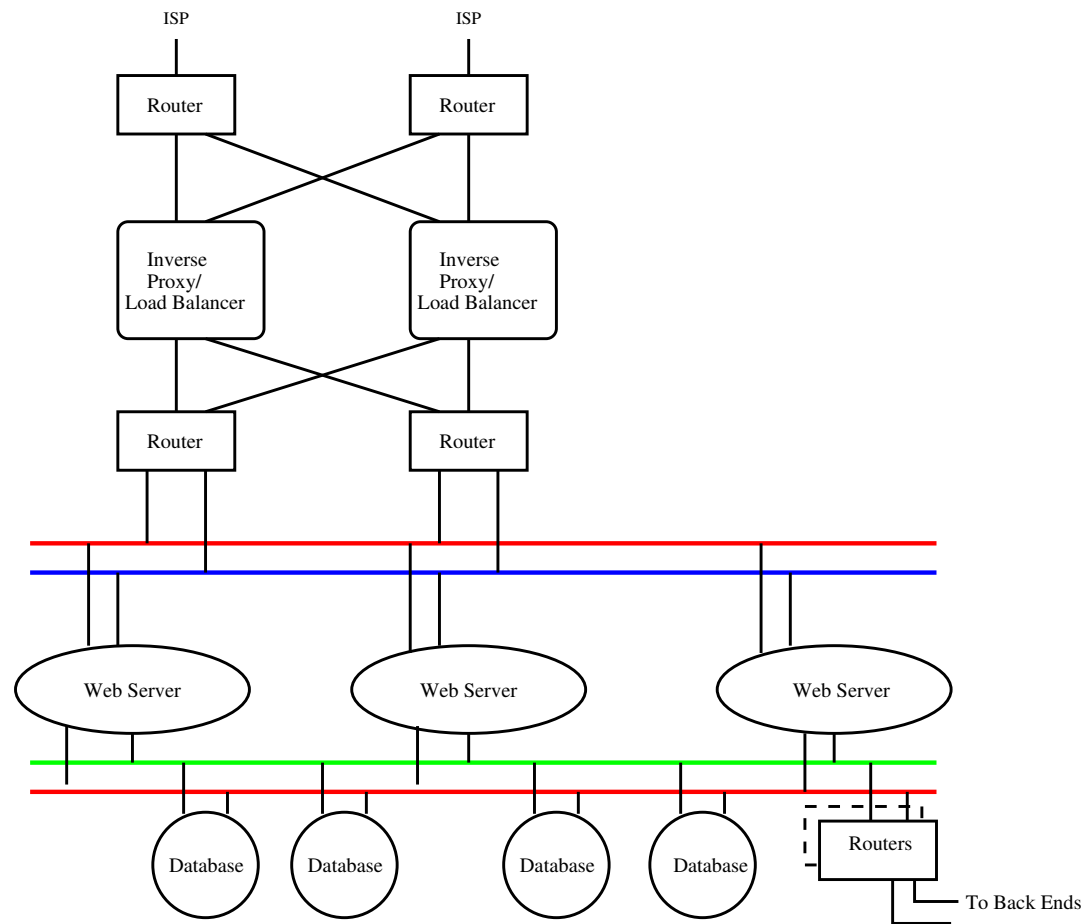 ISP
ISP
Router
Router
Inverse
Proxy/
Load Balancer
Inverse
Proxy/
Load Balancer
Router
Router
Web Server
Web Server
Web Server
Database
Database
Database
Database
Routers
To Back Ends